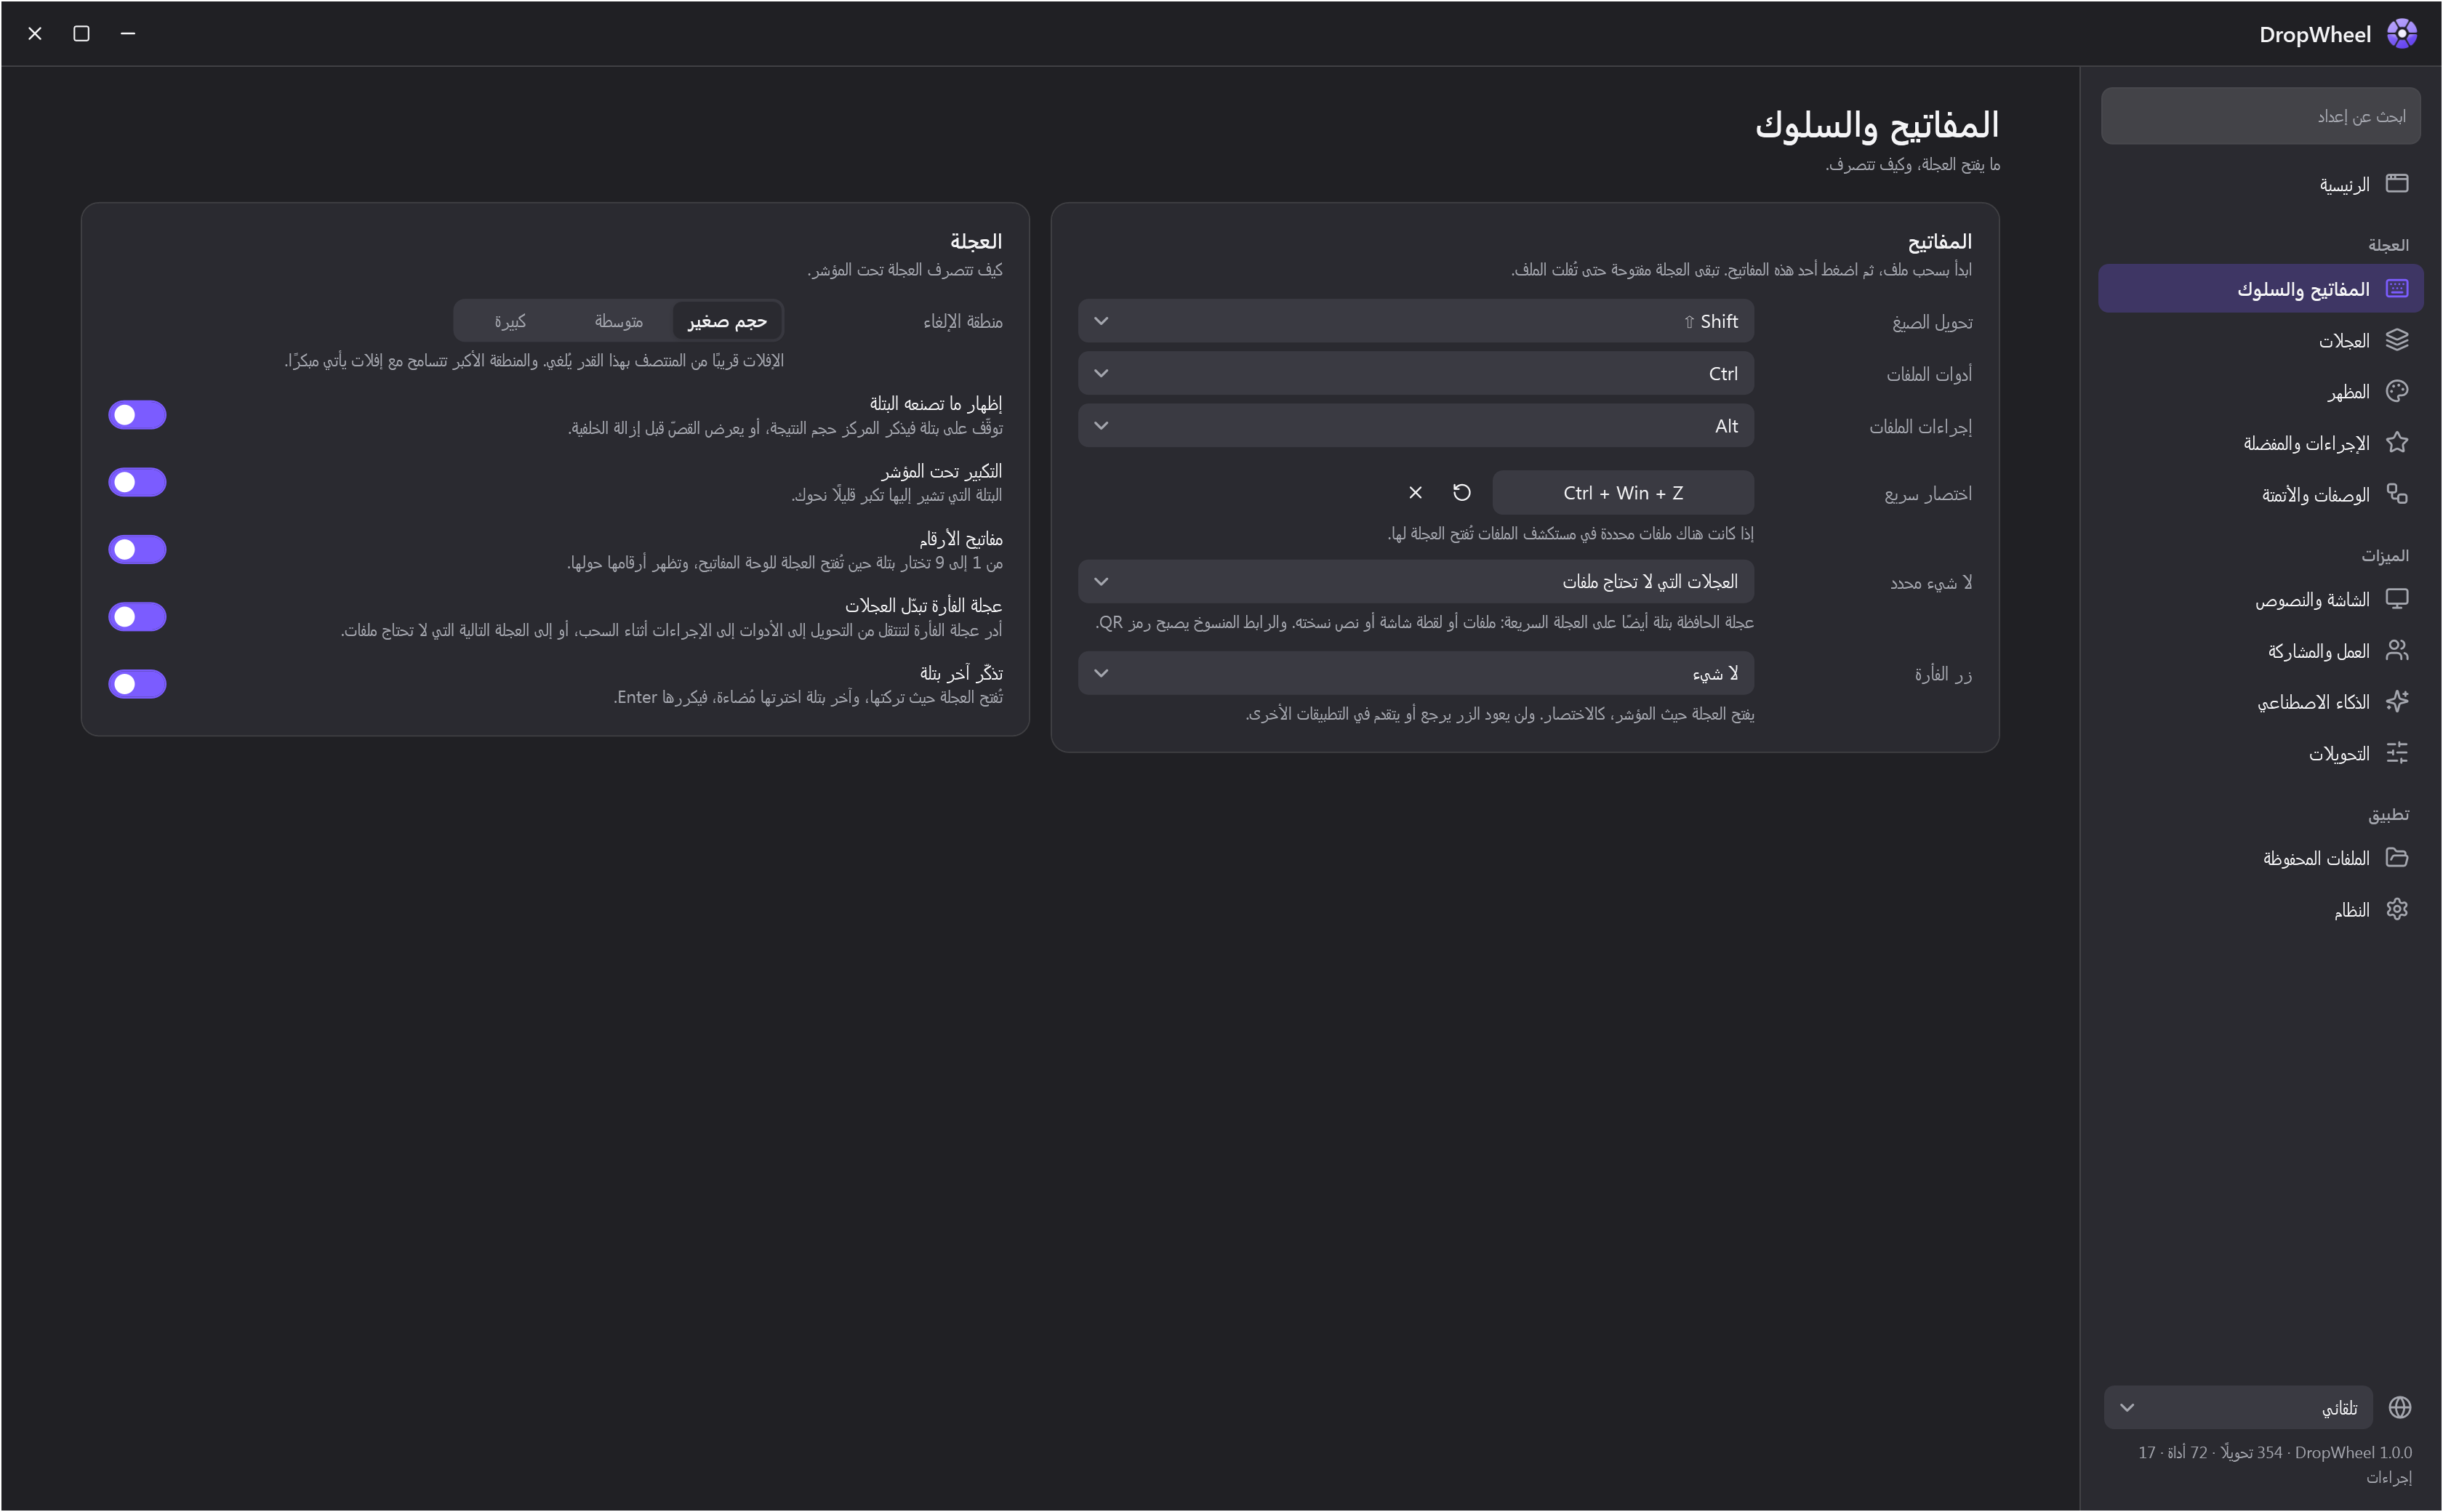 DropWheel
ابحث عن إعداد
الرئيسية
العجلة
المفاتيح والسلوك
العجلات
المظهر
الإجراءات والمفضلة
الوصفات والأتمتة
الميزات
الشاشة والنصوص
العمل والمشاركة
الذكاء الاصطناعي
التحويلات
تطبيق
الملفات المحفوظة
النظام
تلقائي
DropWheel 1.0.0 · 354 تحويلًا · 72 أداة · 17
إجراءات
المفاتيح والسلوك
ما يفتح العجلة، وكيف تتصرف.
المفاتيح
ابدأ بسحب ملف، ثم اضغط أحد هذه المفاتيح. تبقى العجلة مفتوحة حتى تُفلت الملف.
تحويل الصيغ
⇧ Shift
أدوات الملفات
Ctrl
إجراءات الملفات
Alt
اختصار سريع
Ctrl + Win + Z
إذا كانت هناك ملفات محددة في مستكشف الملفات تُفتح العجلة لها.
لا شيء محدد
العجلات التي لا تحتاج ملفات
عجلة الحافظة بتلة أيضًا على العجلة السريعة: ملفات أو لقطة شاشة أو نص نسخته. والرابط المنسوخ يصبح رمز QR.
زر الفأرة
لا شيء
يفتح العجلة حيث المؤشر، كالاختصار. ولن يعود الزر يرجع أو يتقدم في التطبيقات الأخرى.
العجلة
كيف تتصرف العجلة تحت المؤشر.
منطقة الإلغاء
حجم صغير
متوسطة
كبيرة
الإفلات قريبًا من المنتصف بهذا القدر يُلغي. والمنطقة الأكبر تتسامح مع إفلات يأتي مبكرًا.
إظهار ما تصنعه البتلة
توقّف على بتلة فيذكر المركز حجم النتيجة، أو يعرض القصّ قبل إزالة الخلفية.
التكبير تحت المؤشر
البتلة التي تشير إليها تكبر قليلًا نحوك.
مفاتيح الأرقام
من 1 إلى 9 تختار بتلة حين تُفتح العجلة للوحة المفاتيح، وتظهر أرقامها حولها.
عجلة الفأرة تبدّل العجلات
أدر عجلة الفأرة لتنتقل من التحويل إلى الأدوات إلى الإجراءات أثناء السحب، أو إلى العجلة التالية التي لا تحتاج ملفات.
تذكّر آخر بتلة
تُفتح العجلة حيث تركتها، وآخر بتلة اخترتها مُضاءة، فيكررها Enter.